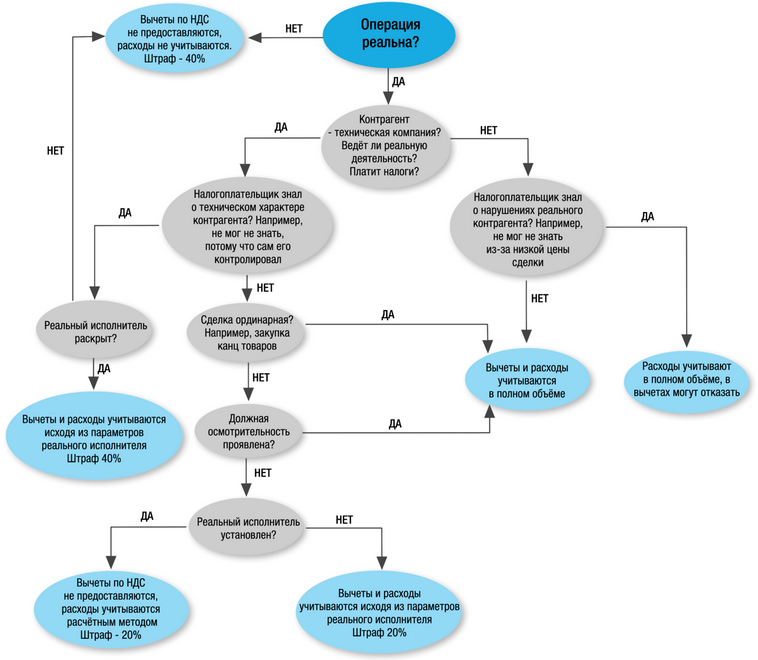 Вычеты по НДС
не предоставляются,
расходы не учитываются.
Штраф - 40%
НЕТ
Операция
реальна?
ДА
Контрагент
- техническая компания?
Ведёт ли реальную
деятельность?
Платит налоги?
ДА
НЕТ
НЕТ
Налогоплательщик знал
о техническом характере
контрагента? Например,
не мог не знать,
потому что сам его
контролировал
Налогоплательщик знал
о нарушениях реального
контрагента? Например,
не мог не знать
из-за низкой цены
сделки
ДА
ДА
НЕТ
НЕТ
Реальный исполнитель
раскрыт?
Сделка ординарная?
Например, закупка
канц товаров
ДА
ДА
НЕТ
Вычеты и расходы
учитываются
в полном объёме
Расходы учитывают
в полном объёме, в
вычетах могут отказать
Вычеты и расходы учитываются
исходя из параметров
реального исполнителя
Штраф 40%
Должная
осмотрительность
проявлена?
ДА
НЕТ
Реальный исполнитель
установлен?
ДА
НЕТ
Вычеты по НДС
не предоставляются,
расходы учитываются
расчётным методом
Штраф - 20%
Вычеты и расходы
учитываются исходя из параметров
реального исполнителя
Штраф 20%